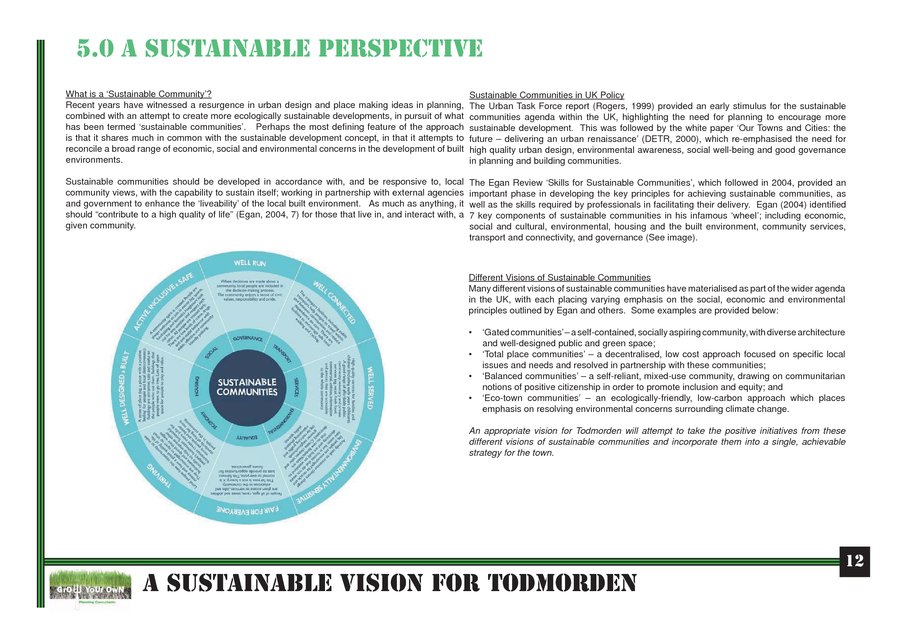 5.0 A SUSTAINABLE PERSPECTIVE
What is a ‘Sustainable Community’?
Recent years have witnessed a resurgence in urban design and place making ideas in planning,
combined with an attempt to create more ecologically sustainable developments, in pursuit of what
has been termed ‘sustainable communities’. Perhaps the most defining feature of the approach
is that it shares much in common with the sustainable development concept, in that it attempts to
reconcile a broad range of economic, social and environmental concerns in the development of built
environments.
Sustainable communities should be developed in accordance with, and be responsive to, local
community views, with the capability to sustain itself; working in partnership with external agencies
and government to enhance the ‘liveability’ of the local built environment. As much as anything, it
should “contribute to a high quality of life” (Egan, 2004, 7) for those that live in, and interact with, a
given community.
WELL RUN
WELL CONNECTED
WELL SERVED
ENVIRONMENTALLY SENSITIVE
FAIR FOR EVERYONE
THRIVING
WELL DESIGNED & BUILT
ACTIVE INCLUSIVE & SAFE
Where decisions are made about a
community, local people are included in
the decision-making process.
The community enjoys a sense of civic
values, responsibility and pride.
GOVERNANCE
TRANSPORT
SERVICES
ENVIRONMENTAL
EQUALITY
ECONOMY
HOUSING
SOCIAL
SUSTAINABLE
COMMUNITIES
Sustainable Communities in UK Policy
The Urban Task Force report (Rogers, 1999) provided an early stimulus for the sustainable
communities agenda within the UK, highlighting the need for planning to encourage more
sustainable development. This was followed by the white paper ‘Our Towns and Cities: the
future – delivering an urban renaissance’ (DETR, 2000), which re-emphasised the need for
high quality urban design, environmental awareness, social well-being and good governance
in planning and building communities.
The Egan Review ‘Skills for Sustainable Communities’, which followed in 2004, provided an
important phase in developing the key principles for achieving sustainable communities, as
well as the skills required by professionals in facilitating their delivery. Egan (2004) identified
7 key components of sustainable communities in his infamous ‘wheel’; including economic,
social and cultural, environmental, housing and the built environment, community services,
transport and connectivity, and governance (See image).
Different Visions of Sustainable Communities
Many different visions of sustainable communities have materialised as part of the wider agenda
in the UK, with each placing varying emphasis on the social, economic and environmental
principles outlined by Egan and others. Some examples are provided below:
• ‘Gated communities’ – a self-contained, socially aspiring community, with diverse architecture
and well-designed public and green space;
• ‘Total place communities’ – a decentralised, low cost approach focused on specific local
issues and needs and resolved in partnership with these communities;
• ‘Balanced communities’ – a self-reliant, mixed-use community, drawing on communitarian
notions of positive citizenship in order to promote inclusion and equity; and
• ‘Eco-town communities’ – an ecologically-friendly, low-carbon approach which places
emphasis on resolving environmental concerns surrounding climate change.
An appropriate vision for Todmorden will attempt to take the positive initiatives from these
different visions of sustainable communities and incorporate them into a single, achievable
strategy for the town.
12
GrOW YOur OwN
Planning Consultants
A SUSTAINABLE VISION FOR TODMORDEN